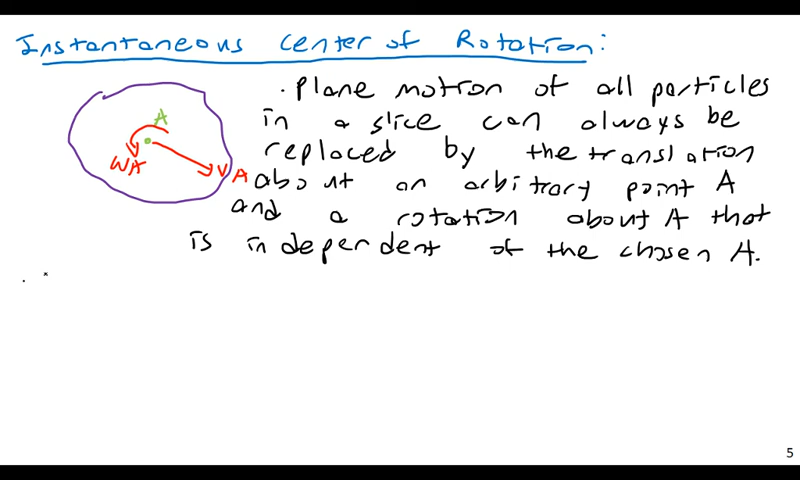 Instantaneous center of Rotation:
. Plane motion of all particles
A
in a slice can always be
replaced by the translation
WA
VA
about an arbitrary point A
and a rotation about A that
is independent of the chosen A.
5